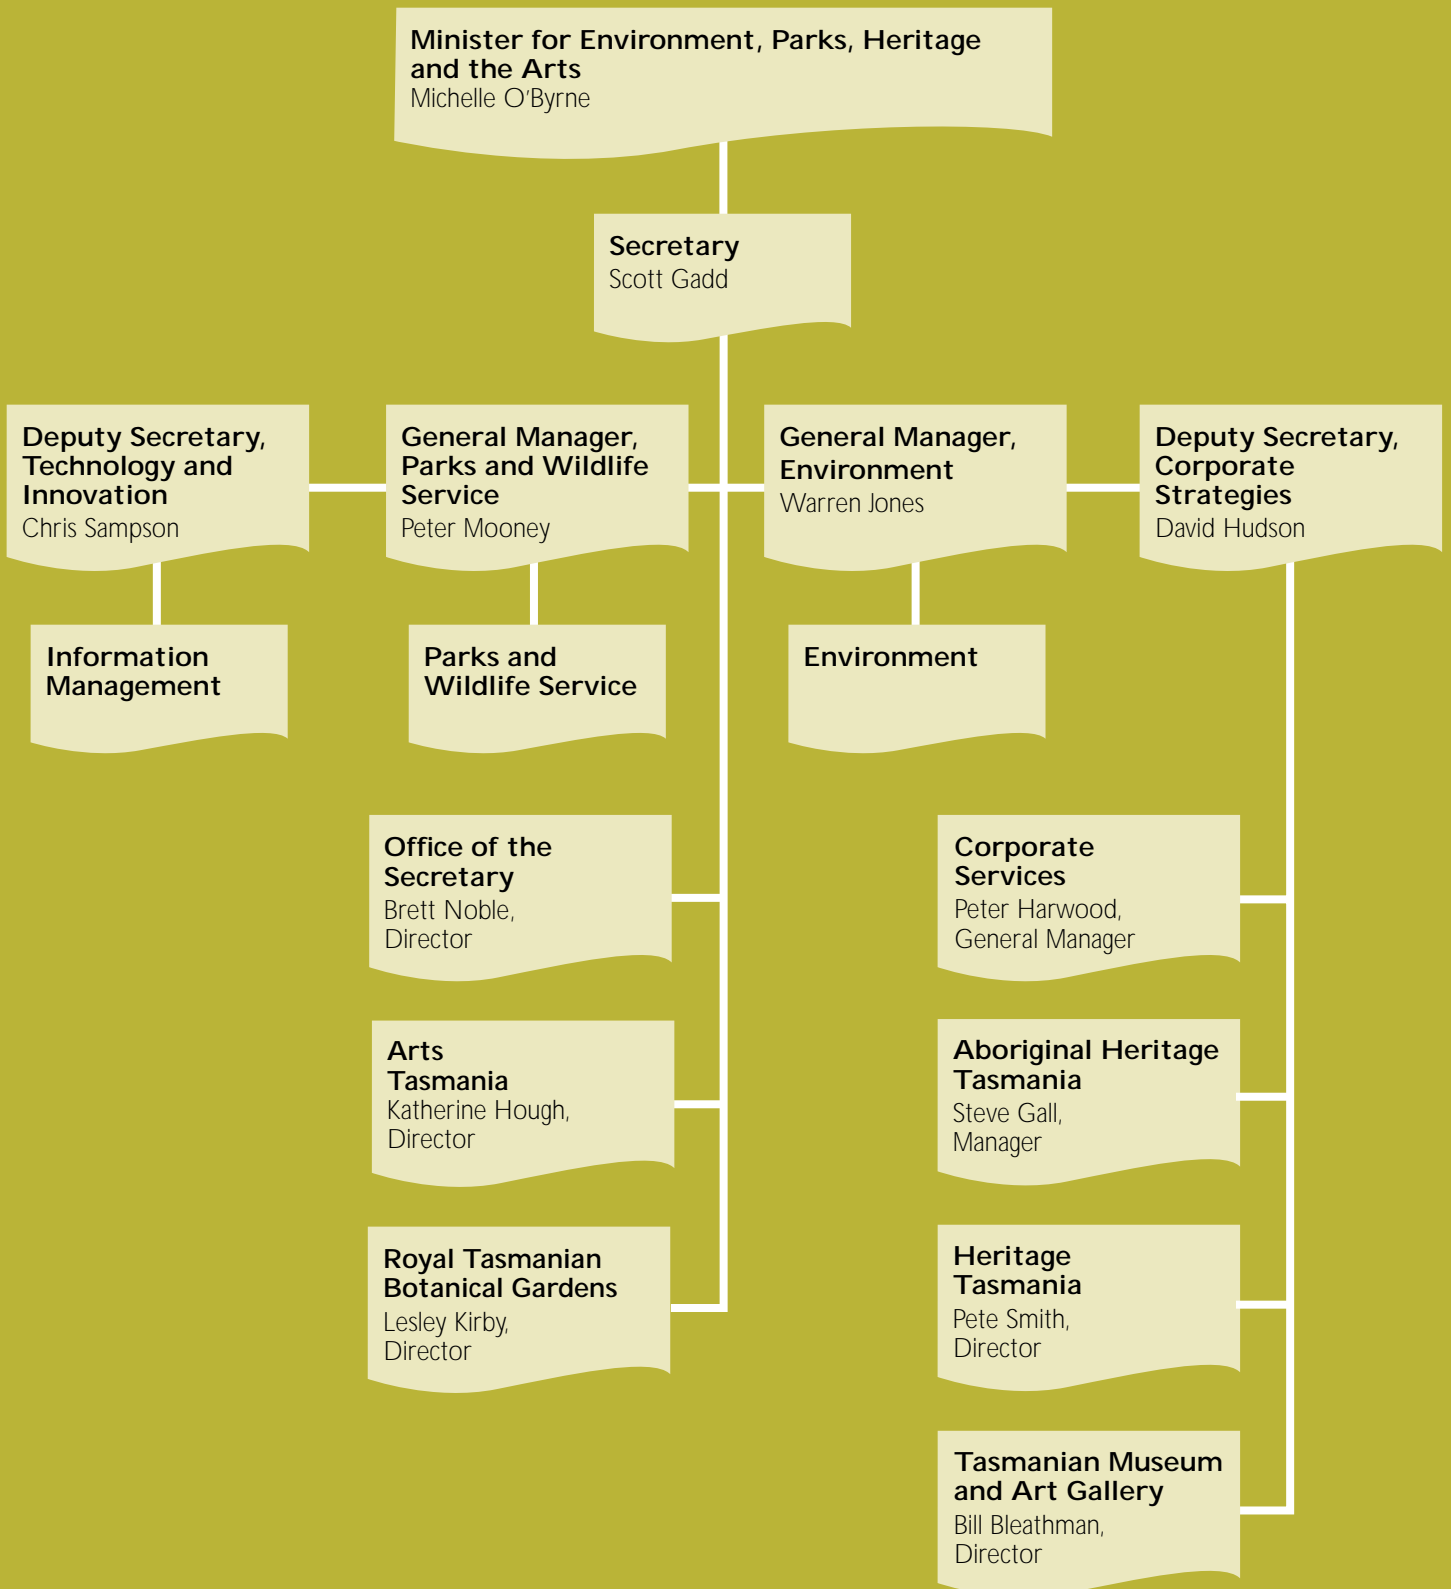 Minister for Environment, Parks, Heritage
and the Arts
Michelle O'Byrne
Secretary
Scott Gadd
Deputy Secretary,
Technology and
Innovation
Chris Sampson
General Manager,
Parks and Wildlife
Service
Peter Mooney
General Manager,
Environment
Warren Jones
Deputy Secretary,
Corporate
Strategies
David Hudson
Information
Management
Parks and
Wildlife Service
Environment
Office of the
Secretary
Brett Noble,
Director
Arts
Tasmania
Katherine Hough,
Director
Royal Tasmanian
Botanical Gardens
Lesley Kirby,
Director
Corporate
Services
Peter Harwood,
General Manager
Aboriginal Heritage
Tasmania
Steve Gall,
Manager
Heritage
Tasmania
Pete Smith,
Director
Tasmanian Museum
and Art Gallery
Bill Bleathman,
Director